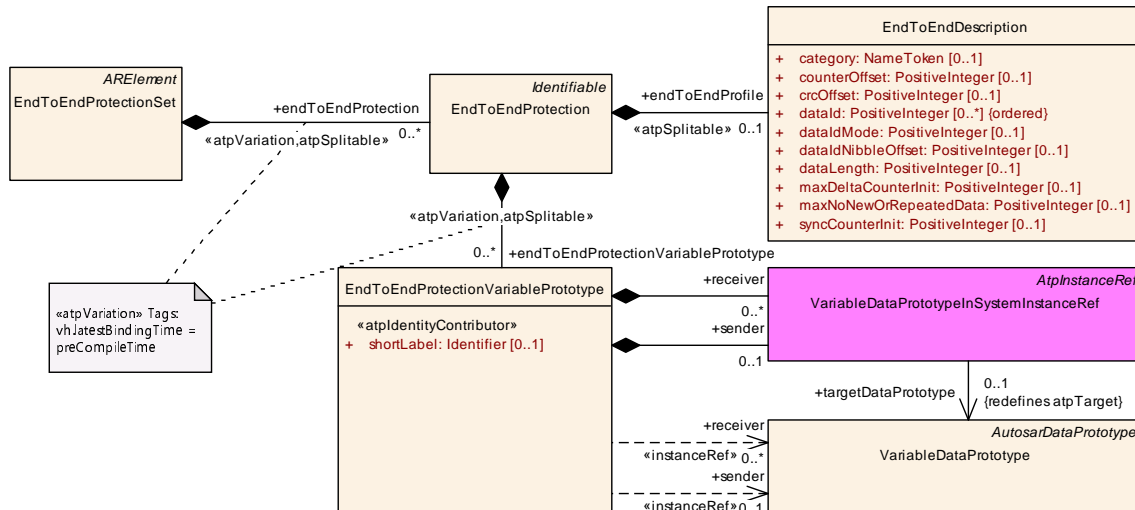 ARElement
EndToEndProtectionSet
+endToEndProtection
«atpVariation,atpSplitable»
0..*
Identifiable
EndToEndProtection
+endToEndProfile
«atpSplitable»
0..1
EndToEndDescription
+ category: NameToken [0..1]
+ counterOffset: PositiveInteger [0..1]
+ crcOffset: PositiveInteger [0..1]
+ dataId: PositiveInteger [0..*] {ordered}
+ dataIdMode: PositiveInteger [0..1]
+ dataIdNibbleOffset: PositiveInteger [0..1]
+ dataLength: PositiveInteger [0..1]
+ maxDeltaCounterInit: PositiveInteger [0..1]
+ maxNoNewOrRepeatedData: PositiveInteger [0..1]
+ syncCounterInit: PositiveInteger [0..1]
«atpVariation,atpSplitable»
0..*
+endToEndProtectionVariablePrototype
«atpVariation» Tags:
vh.latestBindingTime =
preCompileTime
EndToEndProtectionVariablePrototype
«atpIdentityContributor»
+ shortLabel: Identifier [0..1]
+receiver
0..*
+sender
0..1
AtpInstanceRef
VariableDataPrototypeInSystemInstanceRef
+targetDataPrototype
0..1
{redefines atpTarget}
+receiver
«instanceRef»
0..*
+sender
«instanceRef»
0..1
AutosarDataPrototype
VariableDataPrototype